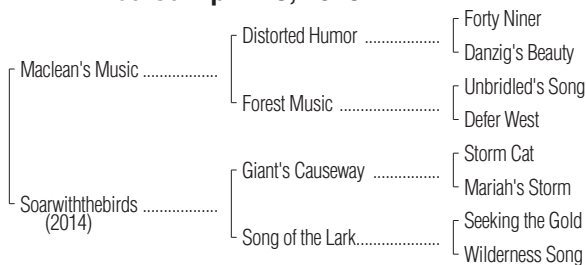 Distorted Humor ..................
Forty Niner
Danzig's Beauty
Maclean's Music ..................
Forest Music ........................
Unbridled's Song
Defer West
Giant's Causeway ................
Storm Cat
Mariah's Storm
Soarwiththebirds ..................
(2014)
Song of the Lark....................
Seeking the Gold
Wilderness Song